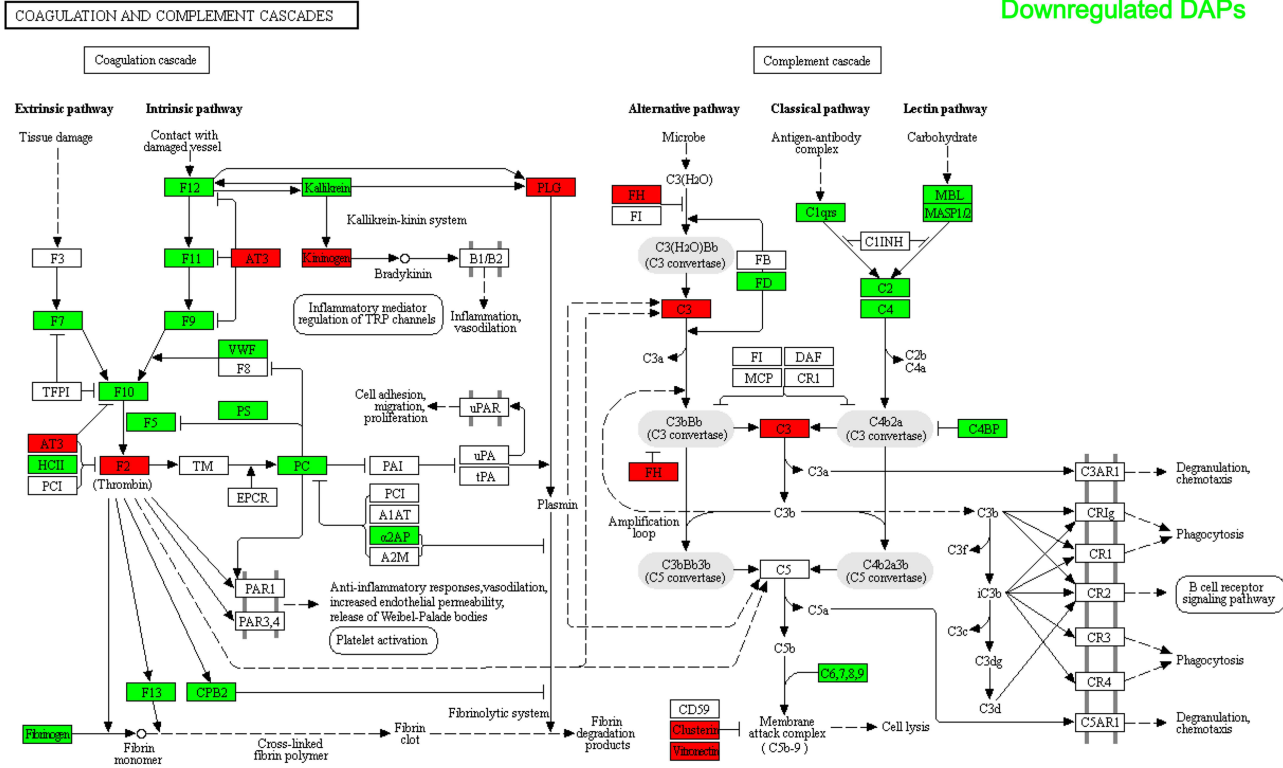 COAGULATION AND COMPLEMENT CASCADES
Downregulated DAPs
Coagulation cascade
Complement cascade
Extrinsic pathway
Intrinsic pathway
Alternative pathway
Classical pathway
Lectin pathway
Tissue damage
Contact with
damaged vessel
Microbe
Antigen-antibody
complex
Carbohydrate
F12
Kallikrein
PLG
C3(H2O)
FH
FI
C1qrs
MBL
MASP1/2
Kallikrein-kinin system
F3
F11
AT3
Kininogen
Bradykinin
B1/B2
C3(H2O)Bb
(C3 convertase)
FB
FD
C1INH
C2
C4
Inflammatory mediator
regulation of TRP channels
Inflammation,
vasodilation
C3
F7
F9
VWF
F8
C3a
FI
DAF
MCP
CR1
C2b
C4a
TFPI
F10
PS
F5
Cell adhesion,
migration,
proliferation
uPAR
C3bBb
(C3 convertase)
C3
C4b2a
(C3 convertase)
C4BP
AT3
HCII
PCI
F2
(Thrombin)
TM
EPCR
PC
PAI
uPA
tPA
Plasmin
FH
C3a
C3AR1
Degranulation,
chemotaxis
PCI
A1AT
α2AP
A2M
Amplification
loop
C3b
C3b
CRIg
Phagocytosis
C3f
CR1
C3bBb3b
(C5 convertase)
C5
C4b2a3b
(C5 convertase)
iC3b
CR2
B cell receptor
signaling pathway
PAR1
PAR3,4
Anti-inflammatory responses,vasodilation,
increased endothelial permeability,
release of Weibel-Palade bodies
Platelet activation
C5a
C5b
C3c
C3dg
C3d
CR3
CR4
Phagocytosis
F13
CPB2
C6,7,8,9
Fibrinolytic system
CD59
Clusterin
Vitronectin
Membrane
attack complex
( C5b-9 )
Cell lysis
C5AR1
Degranulation,
chemotaxis
Fibrinogen
Fibrin
monomer
Cross-linked
fibrin polymer
Fibrin
clot
Fibrin
degradation
products